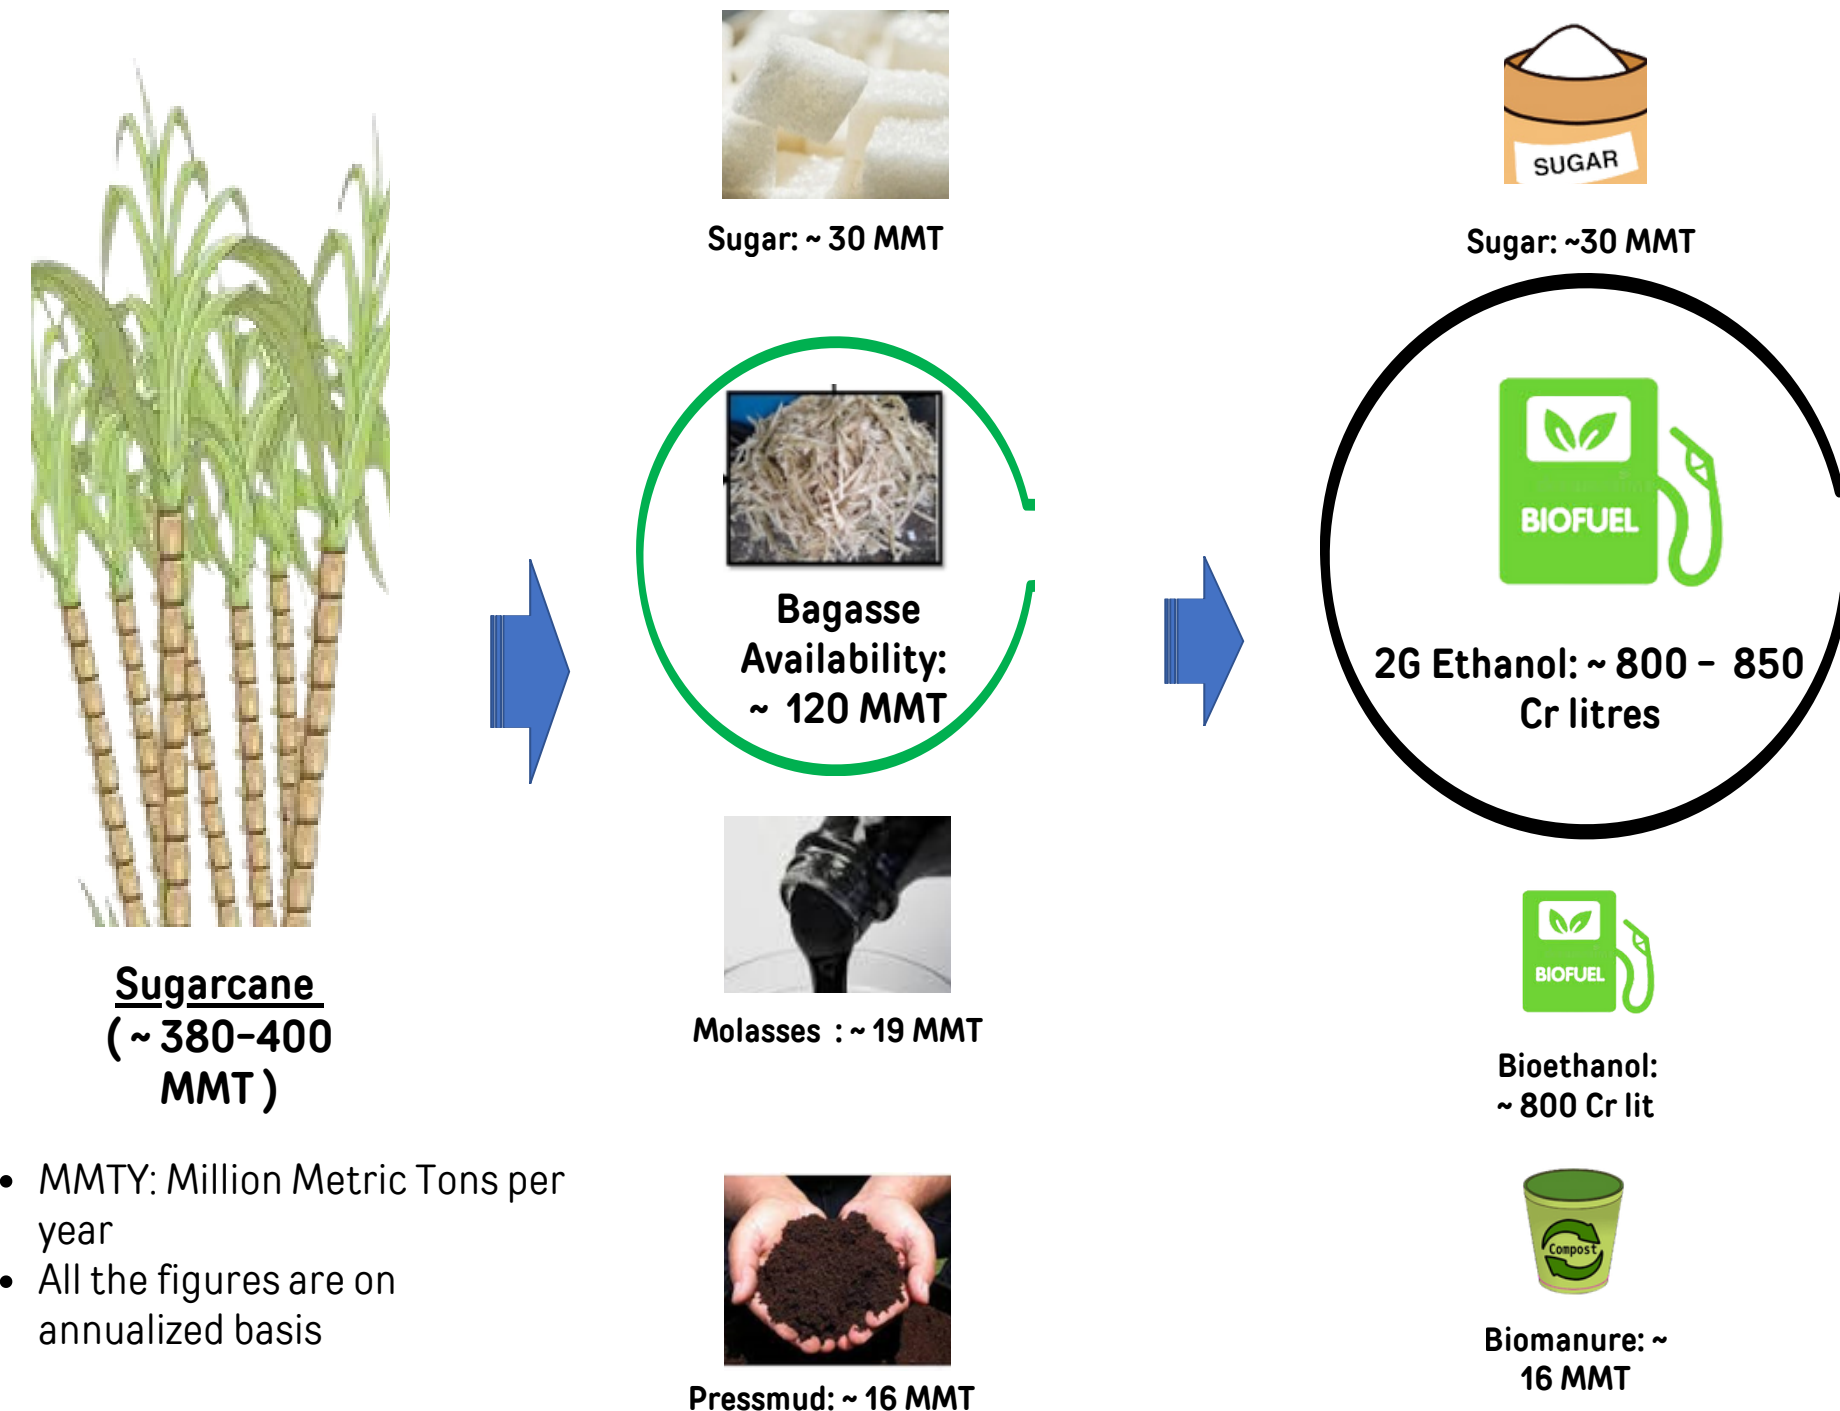 Sugarcane
( ~ 380-400
MMT )
• MMTY: Million Metric Tons per
year
• All the figures are on
annualized basis
Sugar: ~ 30 MMT
Bagasse
Availability:
~ 120 MMT
Molasses : ~ 19 MMT
Pressmud: ~ 16 MMT
SUGAR
Sugar: ~30 MMT
BIOFUEL
2G Ethanol: ~ 800 - 850
Cr litres
BIOFUEL
Bioethanol:
~ 800 Cr lit
Compost
Biomanure: ~
16 MMT